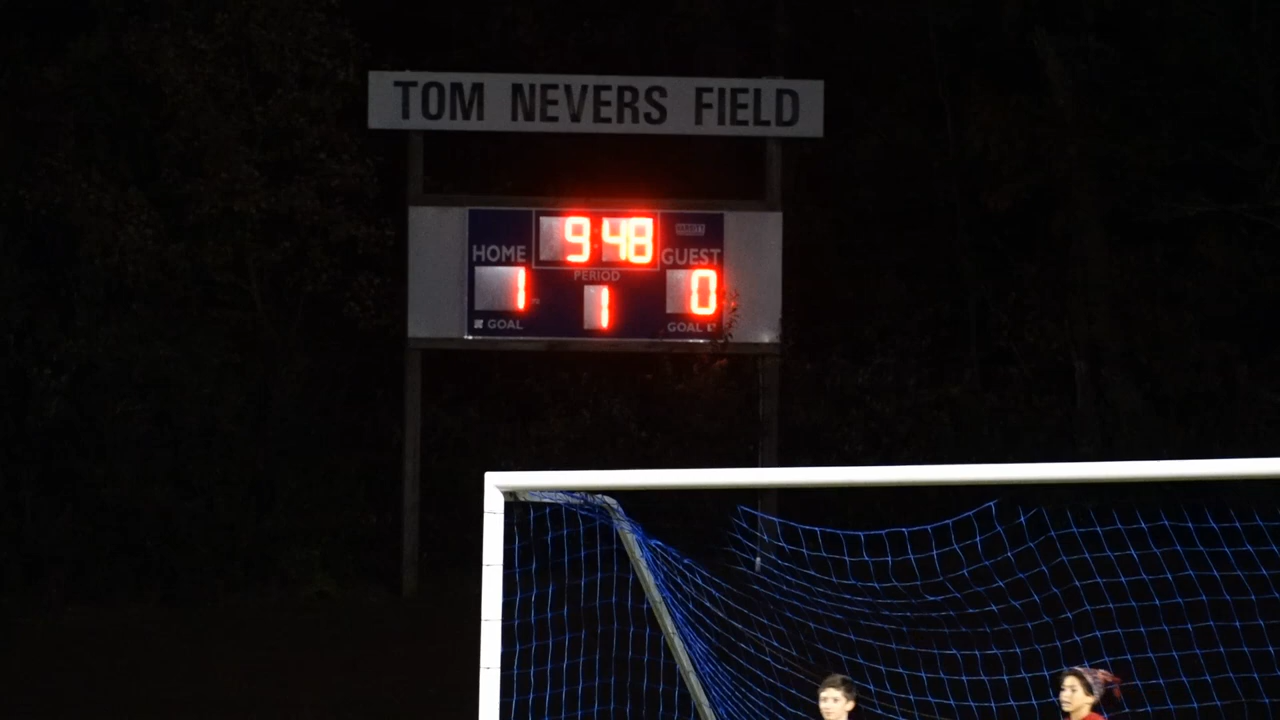 TOM NEVERS FIELD
9:48
HOME GUEST
PERIOD
1 1 0
GOAL GOAL